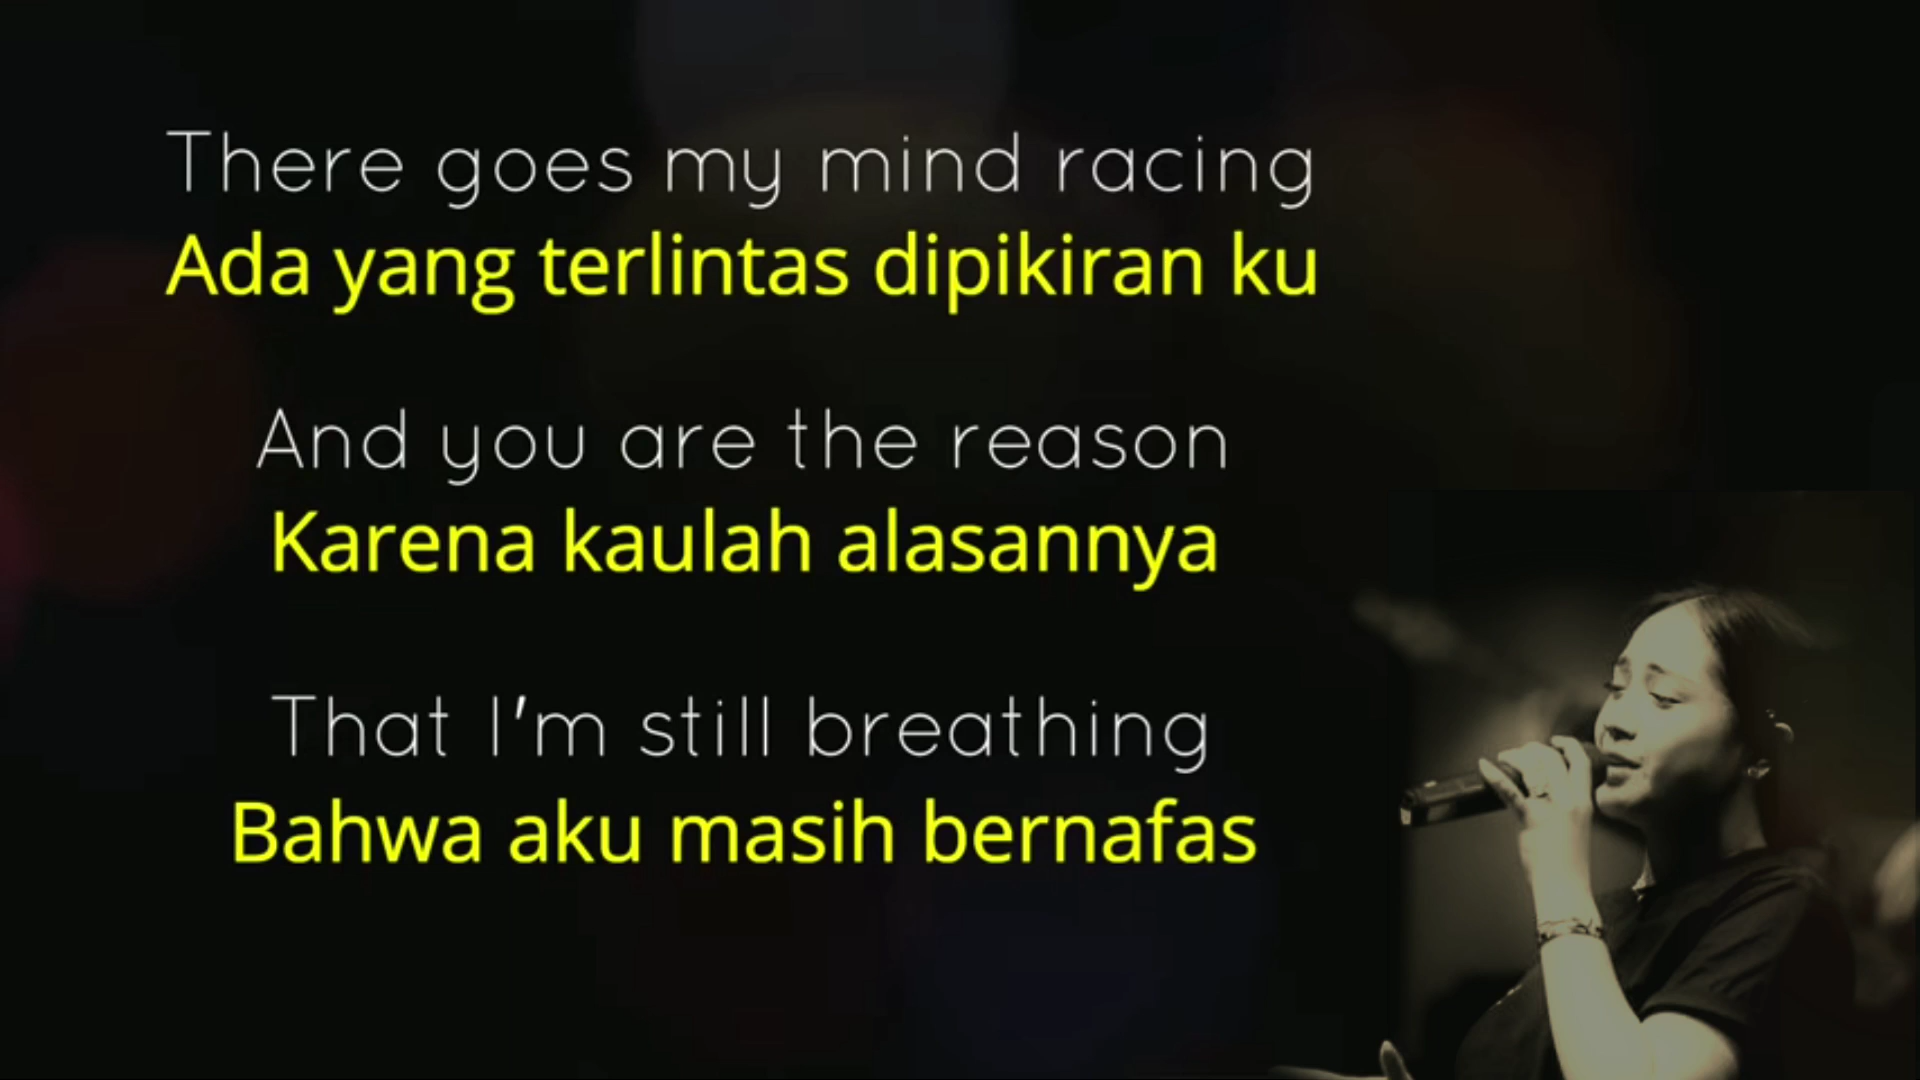 There goes my mind racing
Ada yang terlintas dipikiran ku
And you are the reason
Karena kaulah alasannya
That I'm still breathing
Bahwa aku masih bernafas